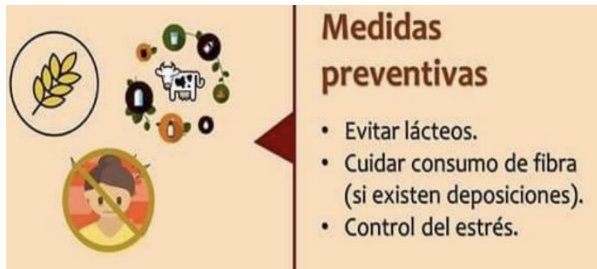 Medidas
preventivas
• Evitar lácteos.
• Cuidar consumo de fibra
(si existen deposiciones).
• Control del estrés.